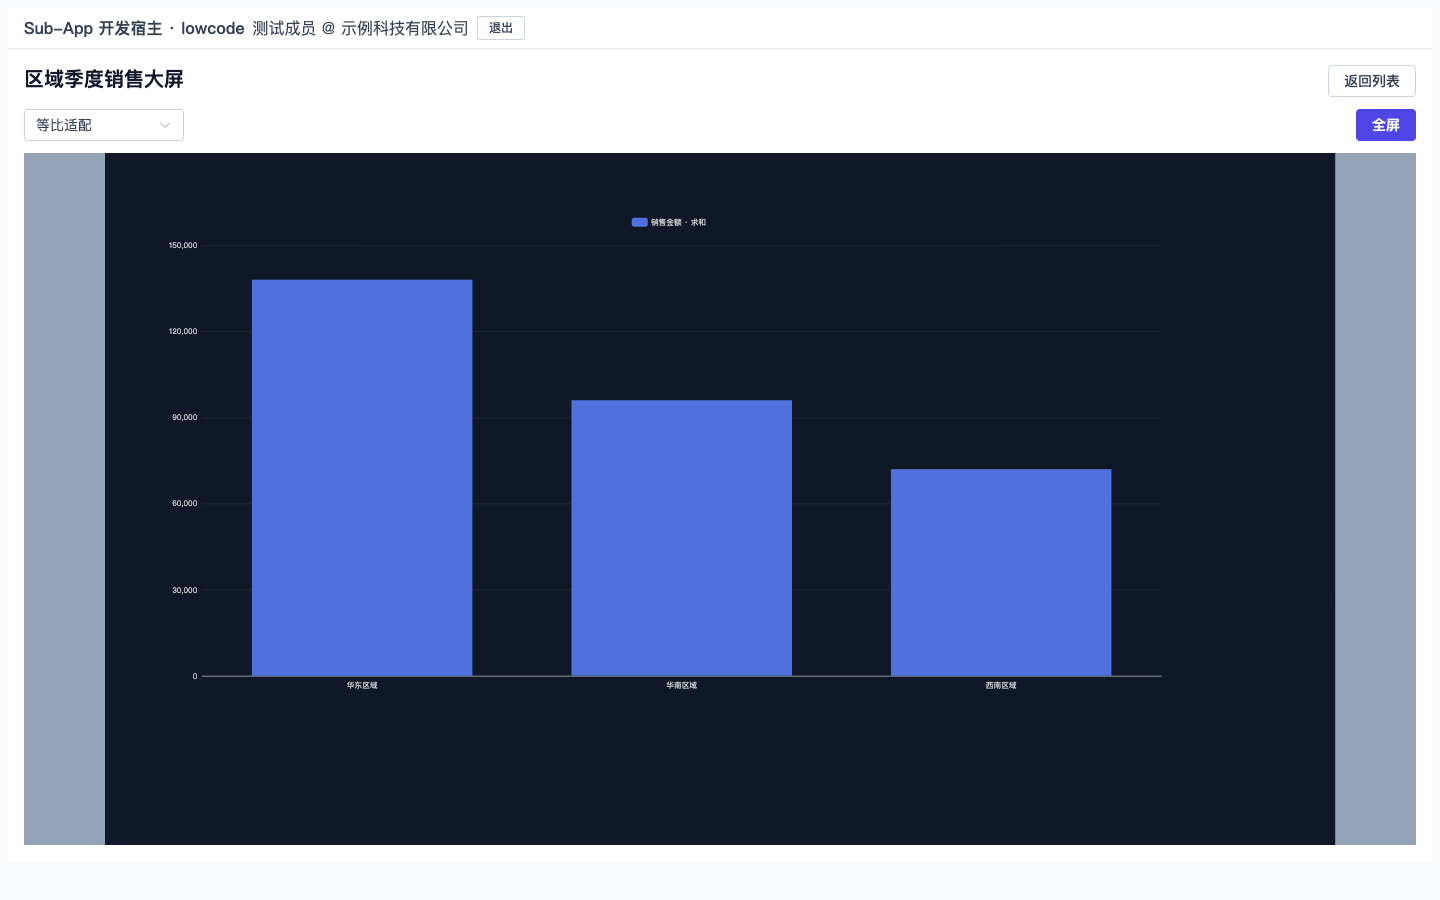 Sub-App 开发宿主 · lowcode 测试成员 @ 示例科技有限公司 退出
区域季度销售大屏
返回列表
等比适配
全屏
销售金额 · 求和
150,000
120,000
90,000
60,000
30,000
0
华东区域 华南区域 西南区域